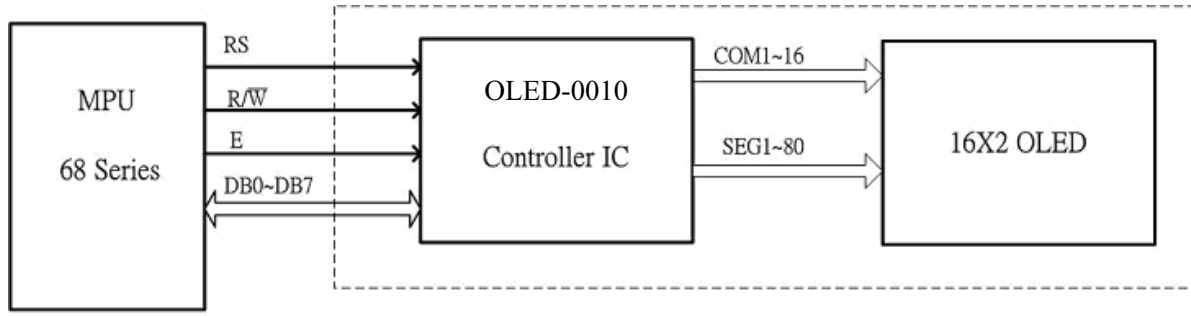 MPU
68 Series
RS
R/W̅
E
DB0~DB7
OLED-0010
Controller IC
COM1~16
SEG1~80
16X2 OLED